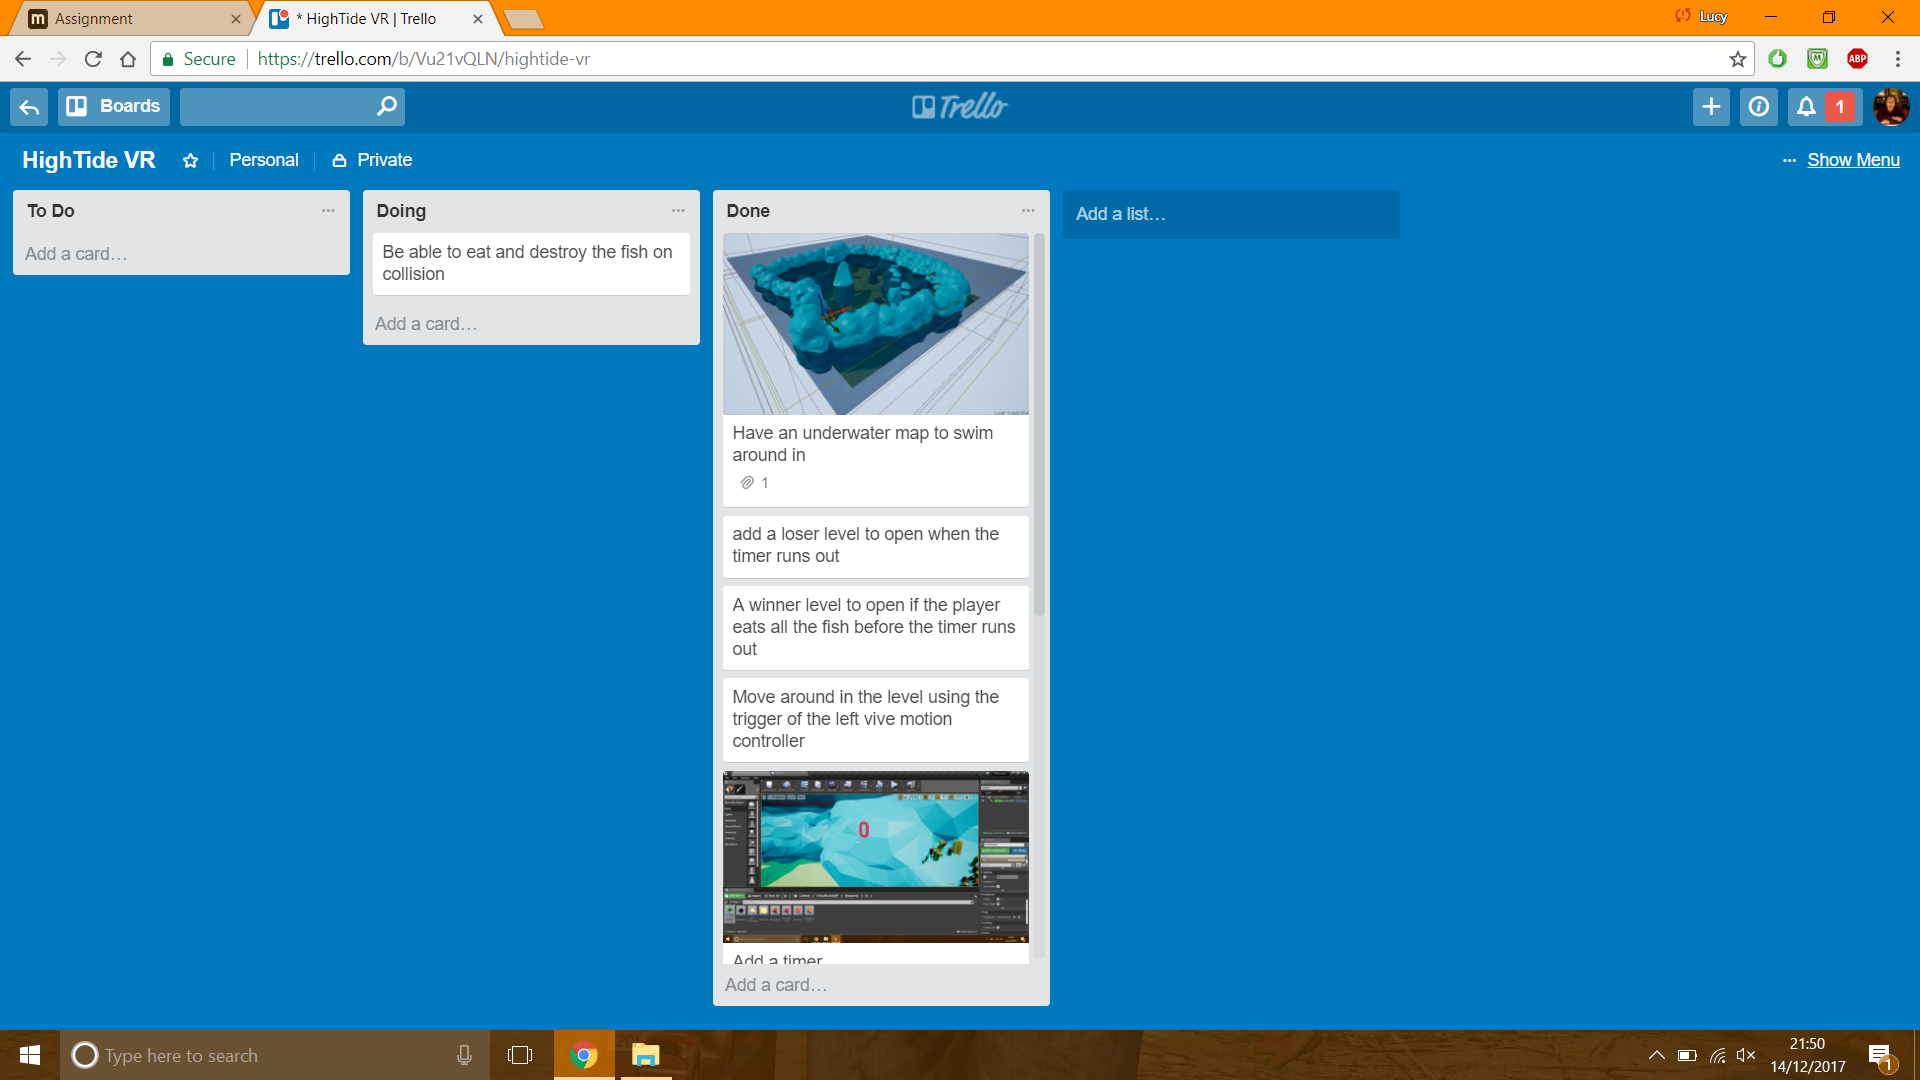 Assignment
* HighTide VR | Trello
Lucy
Secure
https://trello.com/b/Vu21vQLN/hightide-vr
ABP
Boards
Trello
1
HighTide VR
Personal
Private
... Show Menu
To Do
Add a card…
Doing
Be able to eat and destroy the fish on
collision
Add a card…
Done
Have an underwater map to swim
around in
1
add a loser level to open when the
timer runs out
A winner level to open if the player
eats all the fish before the timer runs
out
Move around in the level using the
trigger of the left vive motion
controller
0
Add a timer
Add a card…
Add a list…
Type here to search
21:50
14/12/2017
1